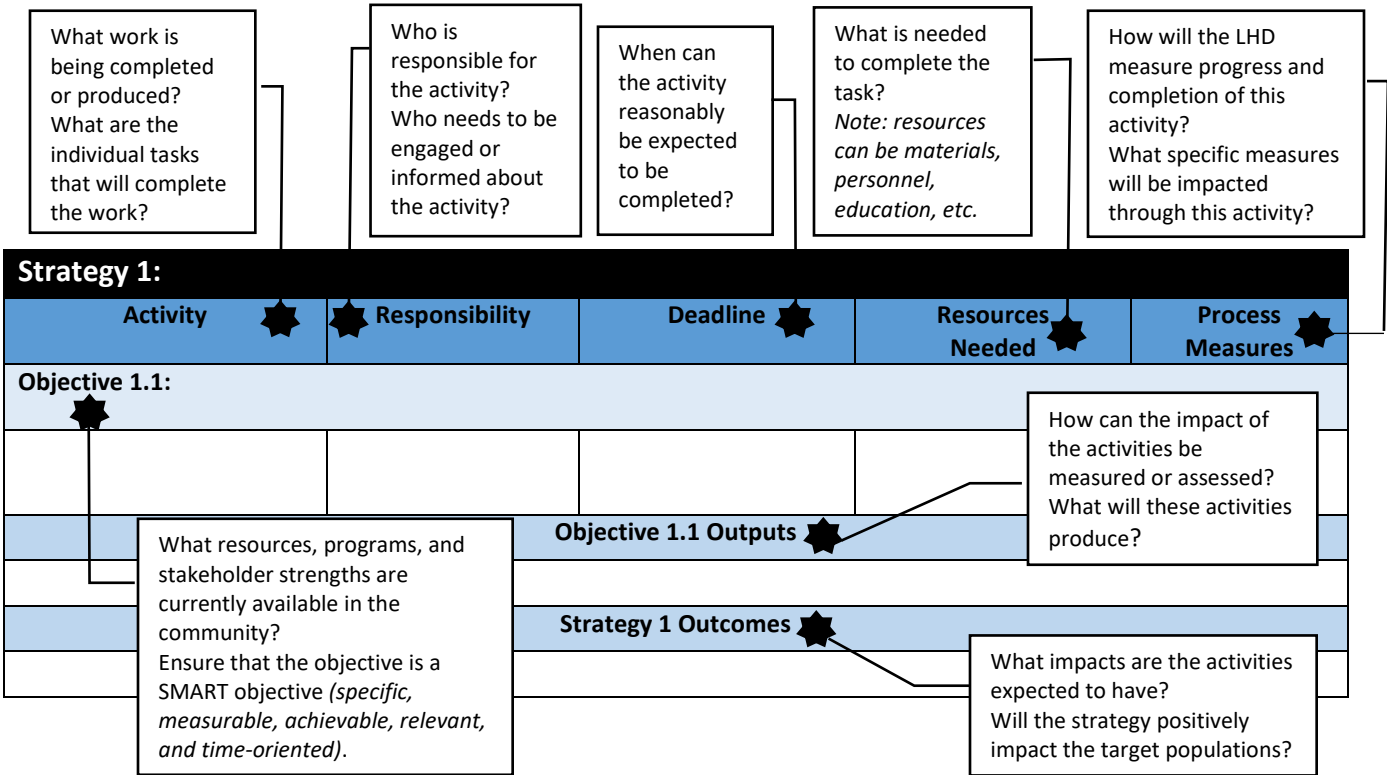 What work is
being completed
or produced?
What are the
individual tasks
that will complete
the work?
Who is
responsible for
the activity?
Who needs to be
engaged or
informed about
the activity?
When can
the activity
reasonably
be expected
to be
completed?
What is needed
to complete the
task?
Note: resources
can be materials,
personnel,
education, etc.
How will the LHD
measure progress and
completion of this
activity?
What specific measures
will be impacted
through this activity?
Strategy 1:
Activity
Responsibility
Deadline
Resources
Needed
Process
Measures
Objective 1.1:
How can the impact of
the activities be
measured or assessed?
What will these activities
produce?
Objective 1.1 Outputs
What resources, programs, and
stakeholder strengths are
currently available in the
community?
Ensure that the objective is a
SMART objective (specific,
measurable, achievable, relevant,
and time-oriented).
Strategy 1 Outcomes
What impacts are the activities
expected to have?
Will the strategy positively
impact the target populations?